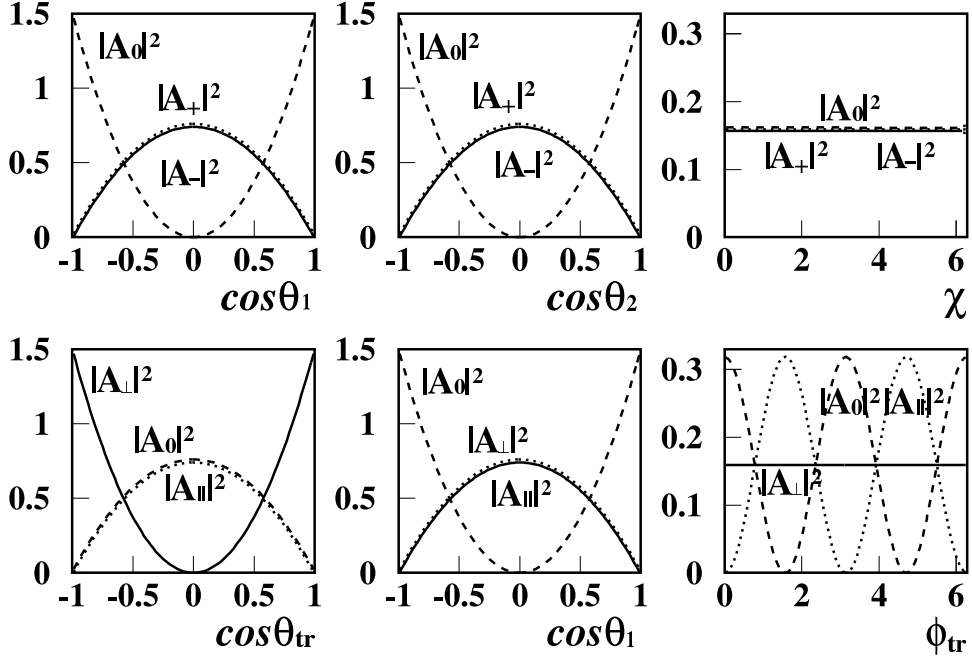 1.5
1
0.5
0
-1 -0.5 0 0.5 1
|A₀|²
|A₊|²
|A₋|²
cosθ₁
1.5
1
0.5
0
-1 -0.5 0 0.5 1
|A₀|²
|A₊|²
|A₋|²
cosθ₂
0.3
0.2
0.1
0
0 2 4 6
|A₀|²
|A₊|² |A₋|²
χ
1.5
1
0.5
0
-1 -0.5 0 0.5 1
|A⊥|²
|A₀|²
|A∥|²
cosθtr
1.5
1
0.5
0
-1 -0.5 0 0.5 1
|A₀|²
|A⊥|²
|A∥|²
cosθ₁
0.3
0.2
0.1
0
0 2 4 6
|A₀|² |A∥|²
|A⊥|²
ϕtr